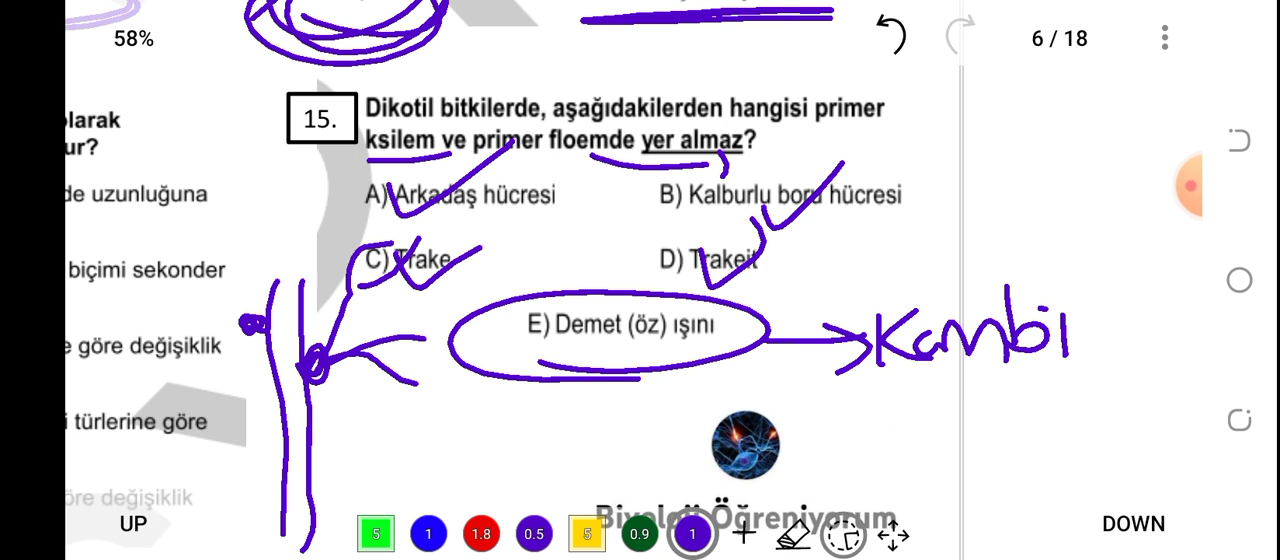 58%
6 / 18
olarak
ur?
de uzunluğuna
biçimi sekonder
e göre değişiklik
i türlerine göre
öre değişiklik
15.
Dikotil bitkilerde, aşağıdakilerden hangisi primer
ksilem ve primer floemde yer almaz?
A) Arkadaş hücresi
B) Kalburlu boru hücresi
C) Trake
D) Trakeit
E) Demet (öz) ışını
Kambi
Biyoloji Öğreniyorum
UP
5
1
1.8
0.5
5
0.9
1
DOWN